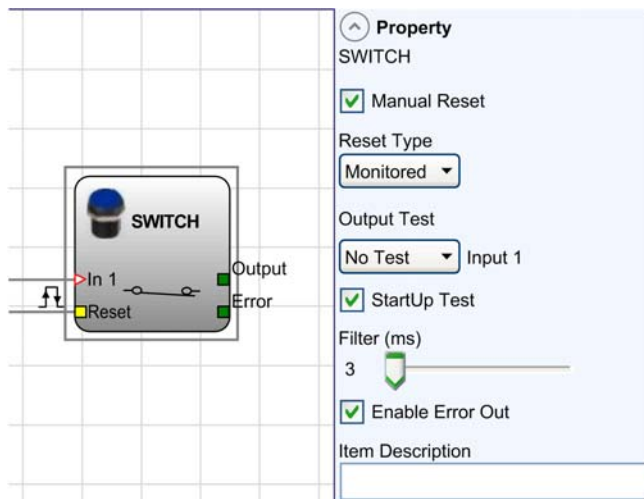 Property
SWITCH
Manual Reset
Reset Type
Monitored
Output Test
No Test Input 1
StartUp Test
Filter (ms)
3
Enable Error Out
Item Description
SWITCH
In 1 Output
Reset Error